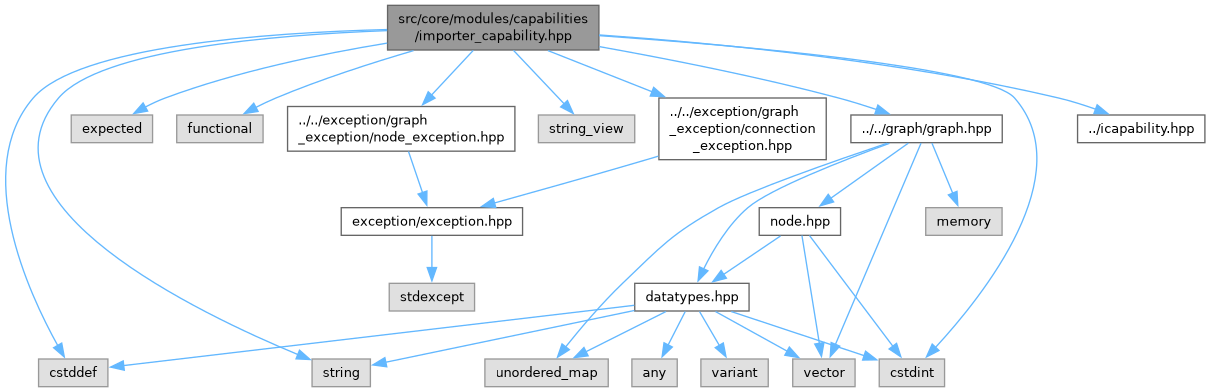 src/core/modules/capabilities
/importer_capability.hpp
expected
functional
../../exception/graph
_exception/node_exception.hpp
string_view
../../exception/graph
_exception/connection
_exception.hpp
../../graph/graph.hpp
../icapability.hpp
exception/exception.hpp
node.hpp
memory
stdexcept
datatypes.hpp
cstddef
string
unordered_map
any
variant
vector
cstdint